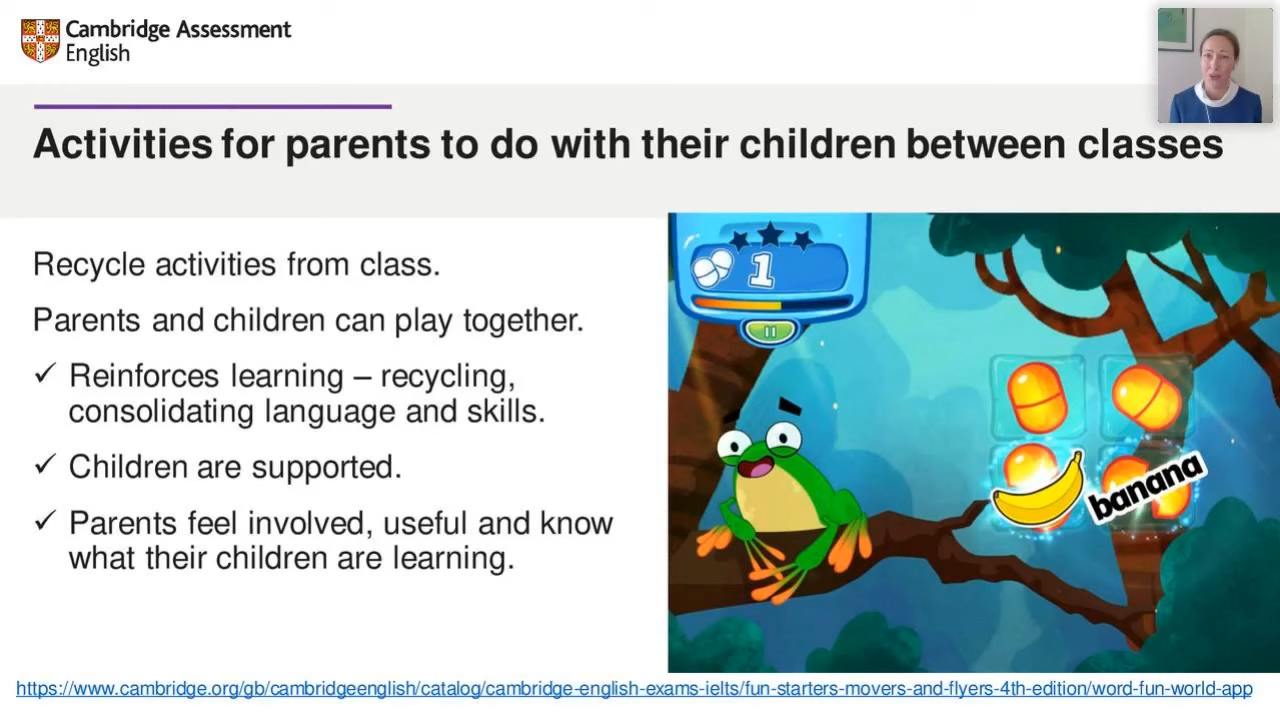 Cambridge Assessment
English
Activities for parents to do with their children between classes
Recycle activities from class.
Parents and children can play together.
✓ Reinforces learning – recycling,
consolidating language and skills.
✓ Children are supported.
✓ Parents feel involved, useful and know
what their children are learning.
1
banana
https://www.cambridge.org/gb/cambridgeenglish/catalog/cambridge-english-exams-ielts/fun-starters-movers-and-flyers-4th-edition/word-fun-world-app